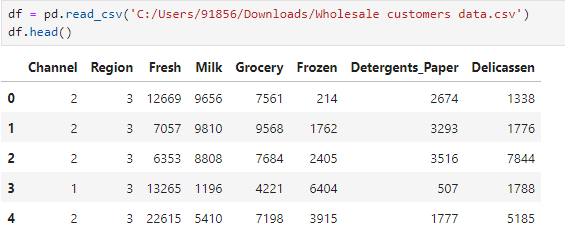 df = pd.read_csv('C:/Users/91856/Downloads/Wholesale customers data.csv')
df.head()
Channel Region Fresh Milk Grocery Frozen Detergents_Paper Delicassen
0 2 3 12669 9656 7561 214 2674 1338
1 2 3 7057 9810 9568 1762 3293 1776
2 2 3 6353 8808 7684 2405 3516 7844
3 1 3 13265 1196 4221 6404 507 1788
4 2 3 22615 5410 7198 3915 1777 5185